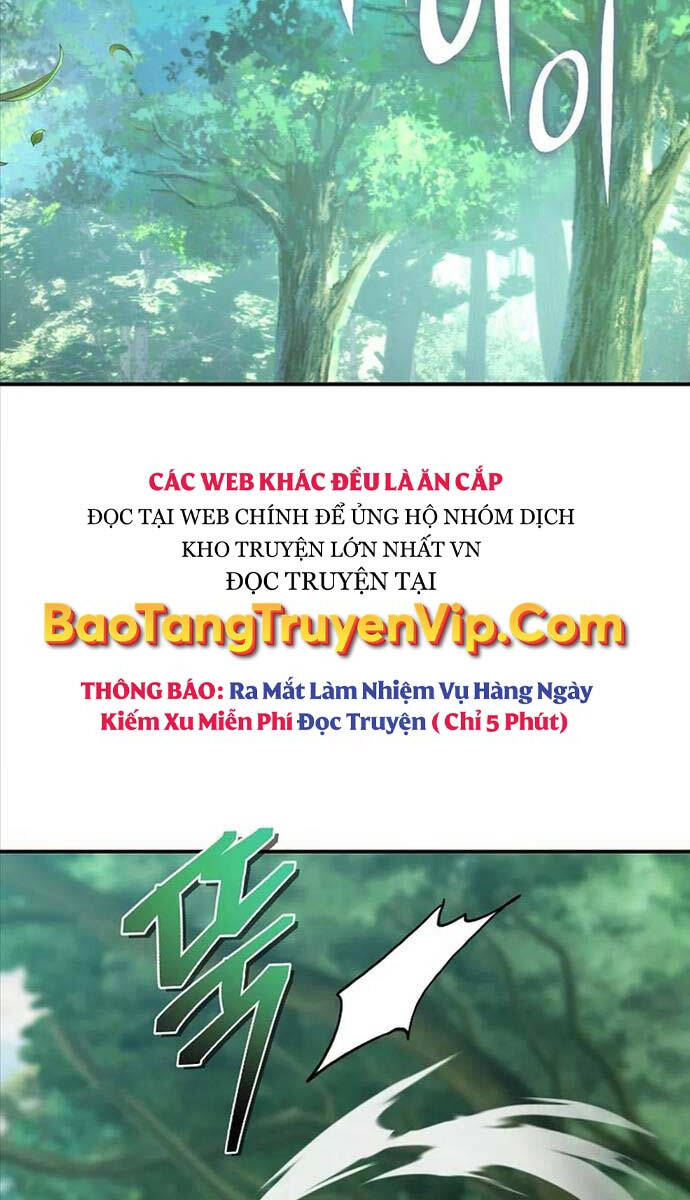 CÁC WEB KHÁC ĐỀU LÀ ĂN CẮP
ĐỌC TẠI WEB CHÍNH ĐỂ ỦNG HỘ NHÓM DỊCH
KHO TRUYỆN LỚN NHẤT VN
ĐỌC TRUYỆN TẠI
BaoTangTruyenVip.Com
THÔNG BÁO: Ra Mắt Làm Nhiệm Vụ Hàng Ngày
Kiếm Xu Miễn Phí Đọc Truyện ( Chỉ 5 Phút)